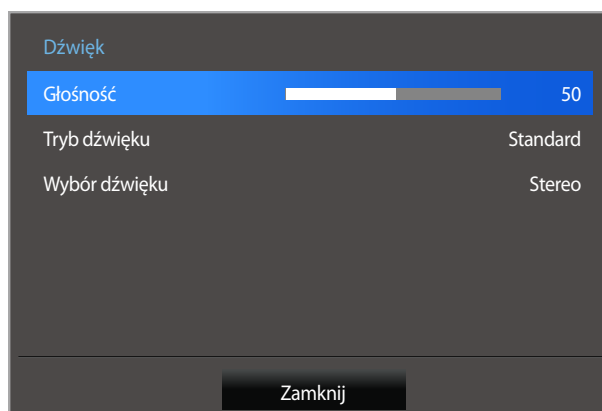 Dźwięk
Głośność 50
Tryb dźwięku Standard
Wybór dźwięku Stereo
Zamknij